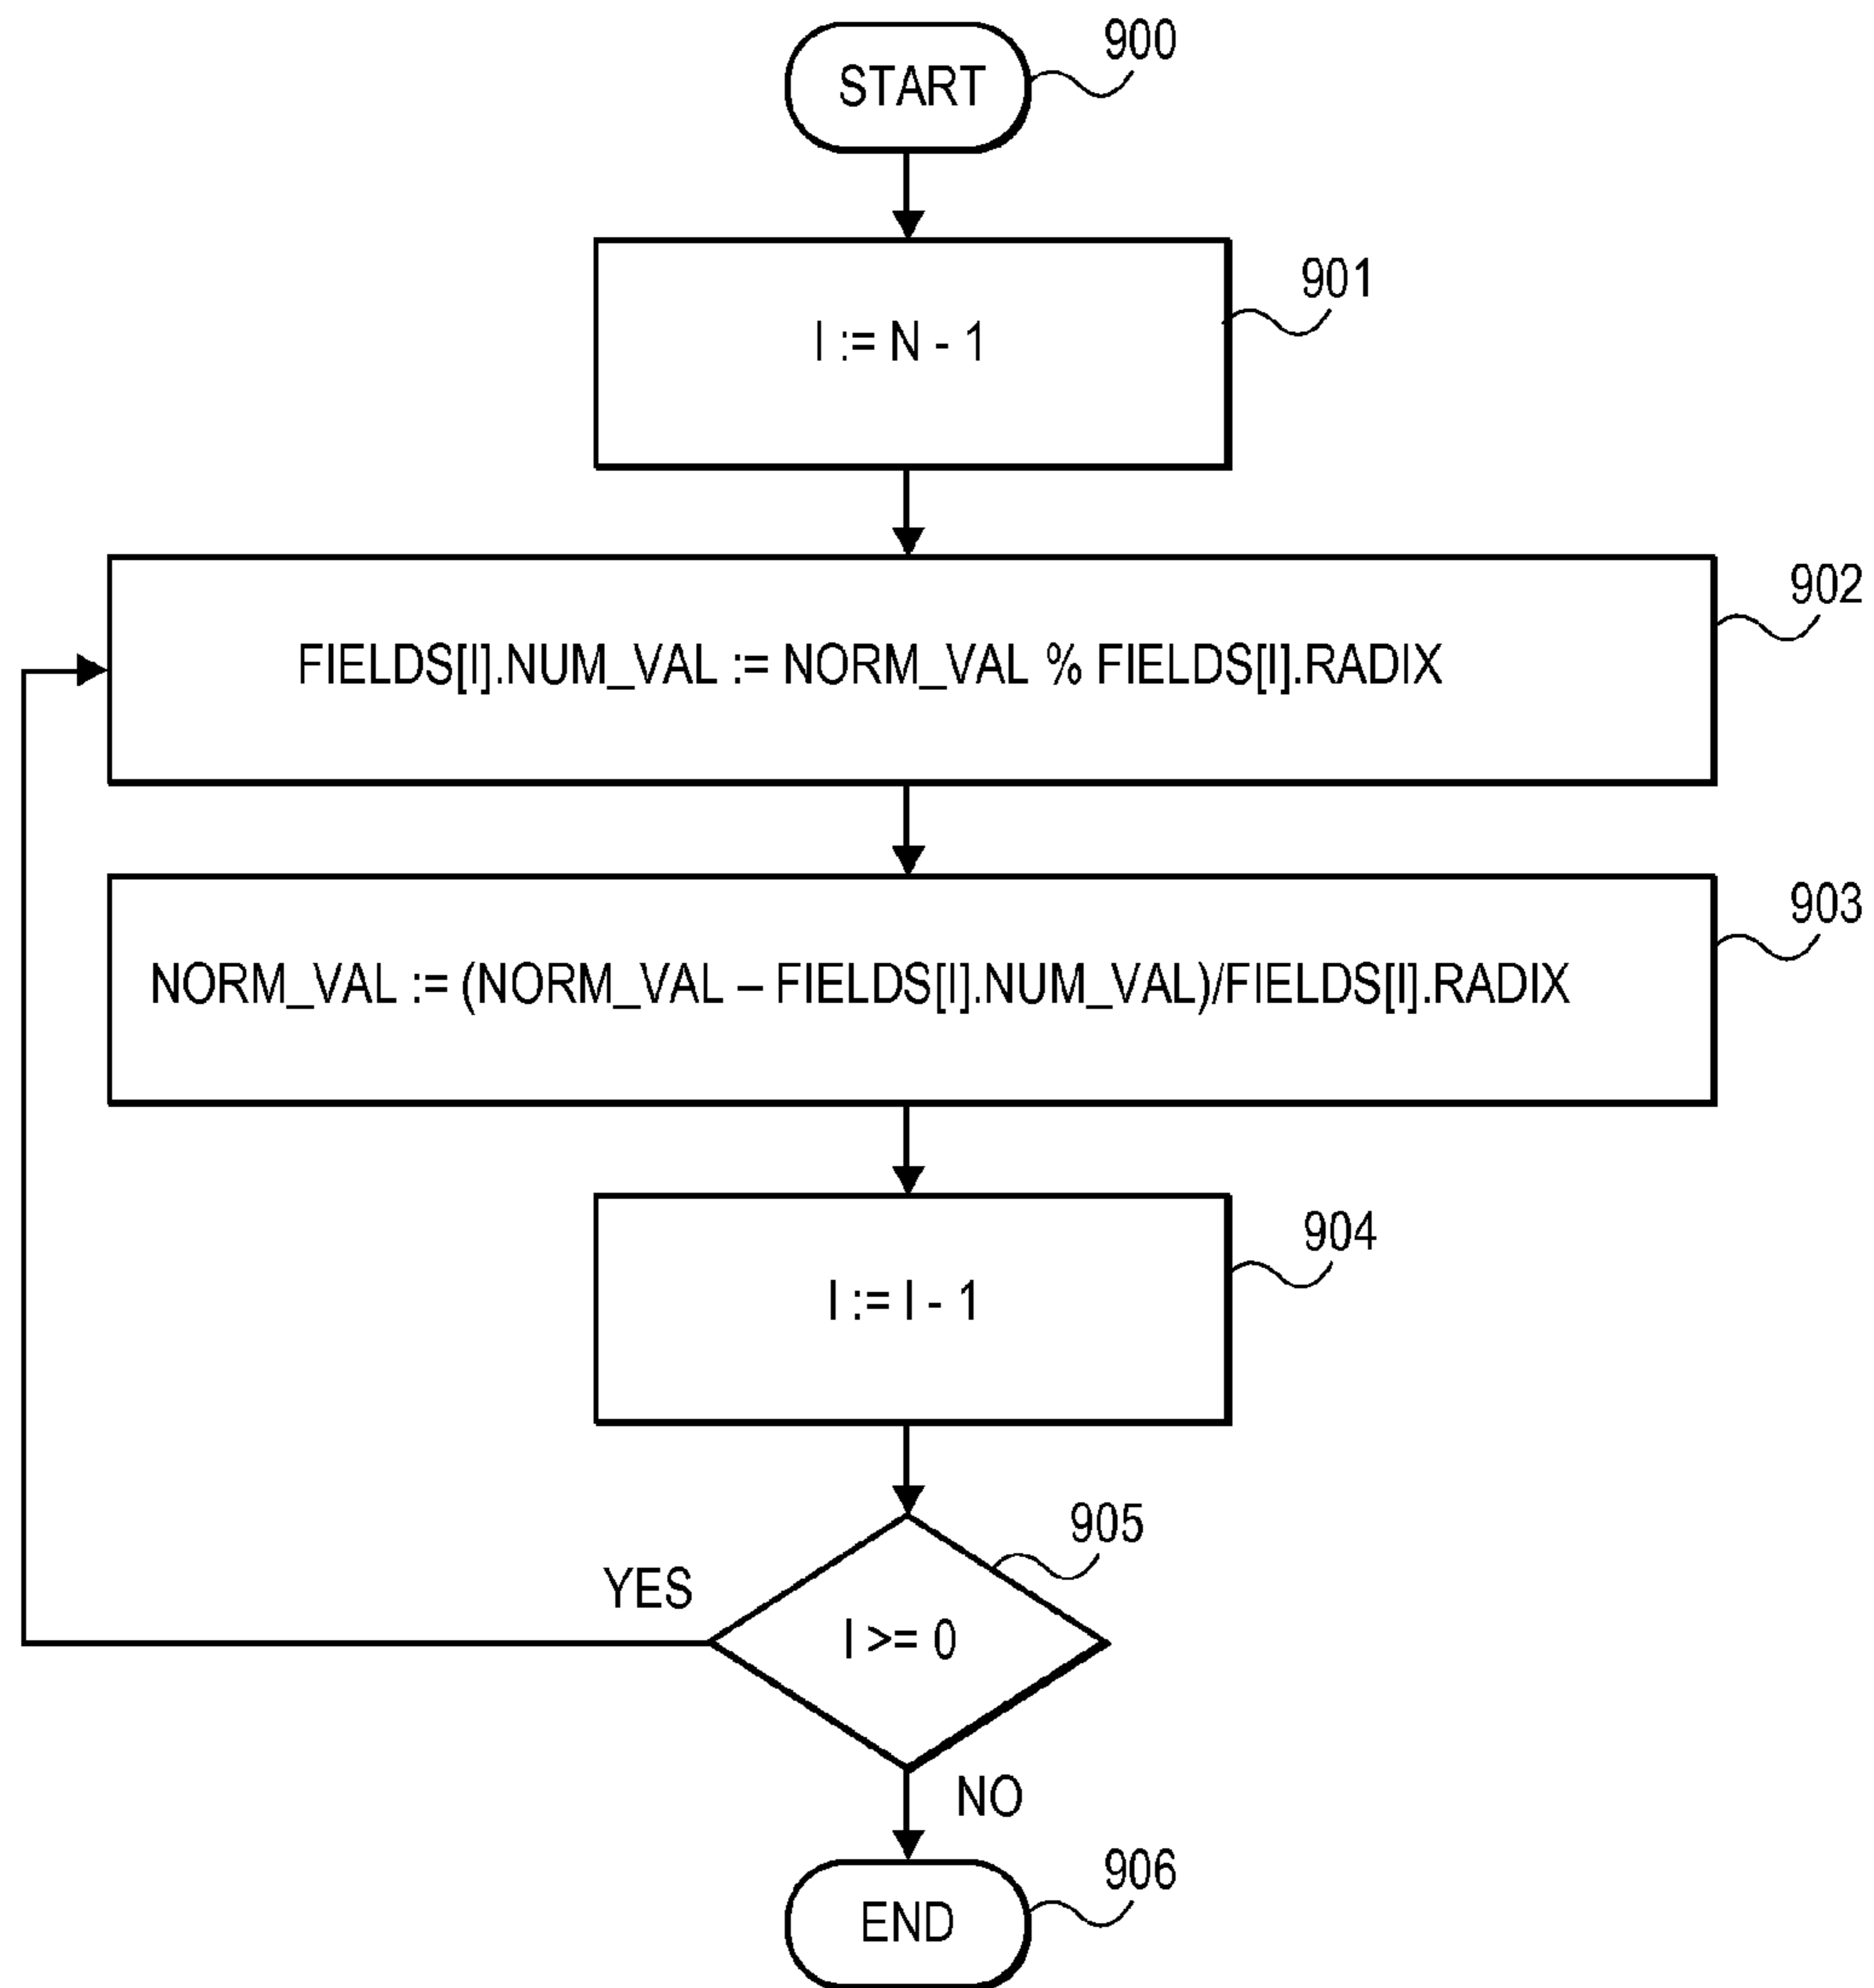 START
900
I := N - 1
901
FIELDS[I].NUM_VAL := NORM_VAL % FIELDS[I].RADIX
902
NORM_VAL := (NORM_VAL – FIELDS[I].NUM_VAL)/FIELDS[I].RADIX
903
I := I - 1
904
I >= 0
905
YES
NO
END
906